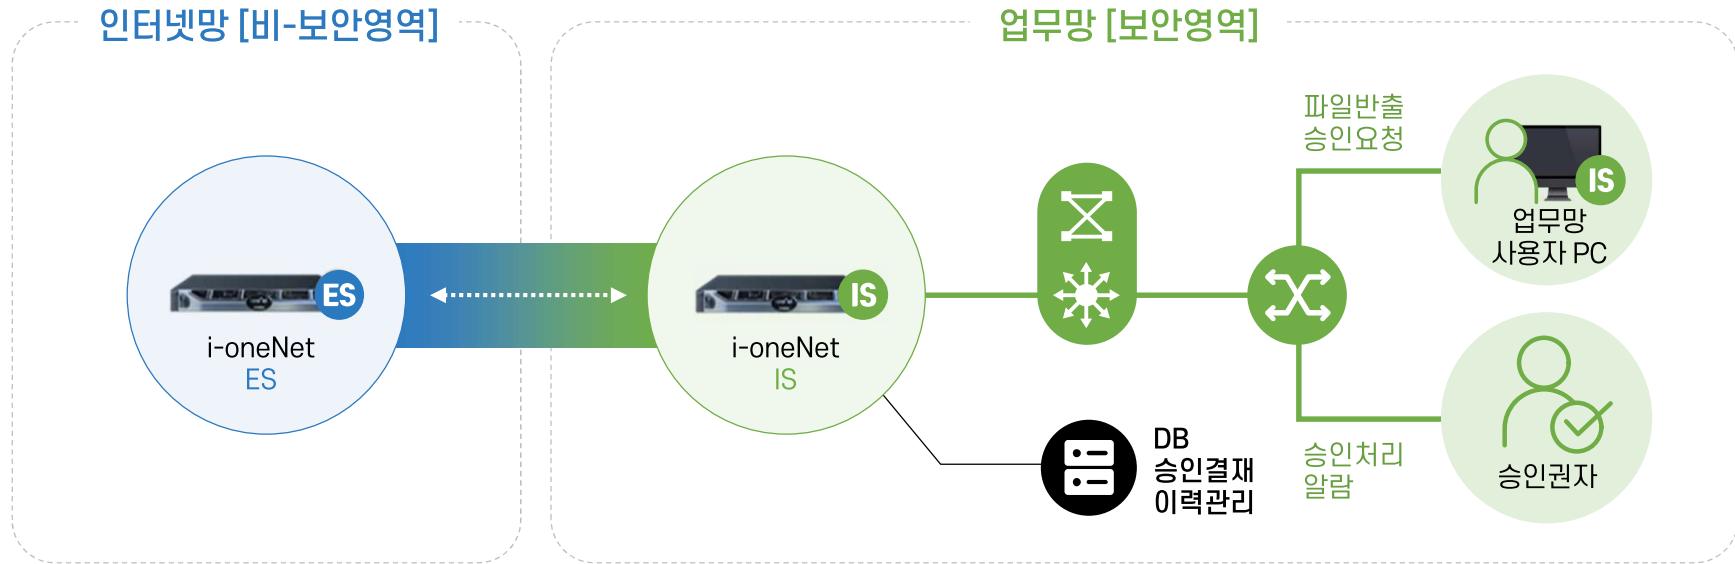 인터넷망 [비-보안영역]
ES
i-oneNet
ES
업무망 [보안영역]
IS
i-oneNet
IS
DB
승인결재
이력관리
파일반출
승인요청
IS
업무망
사용자 PC
승인처리
알람
승인권자